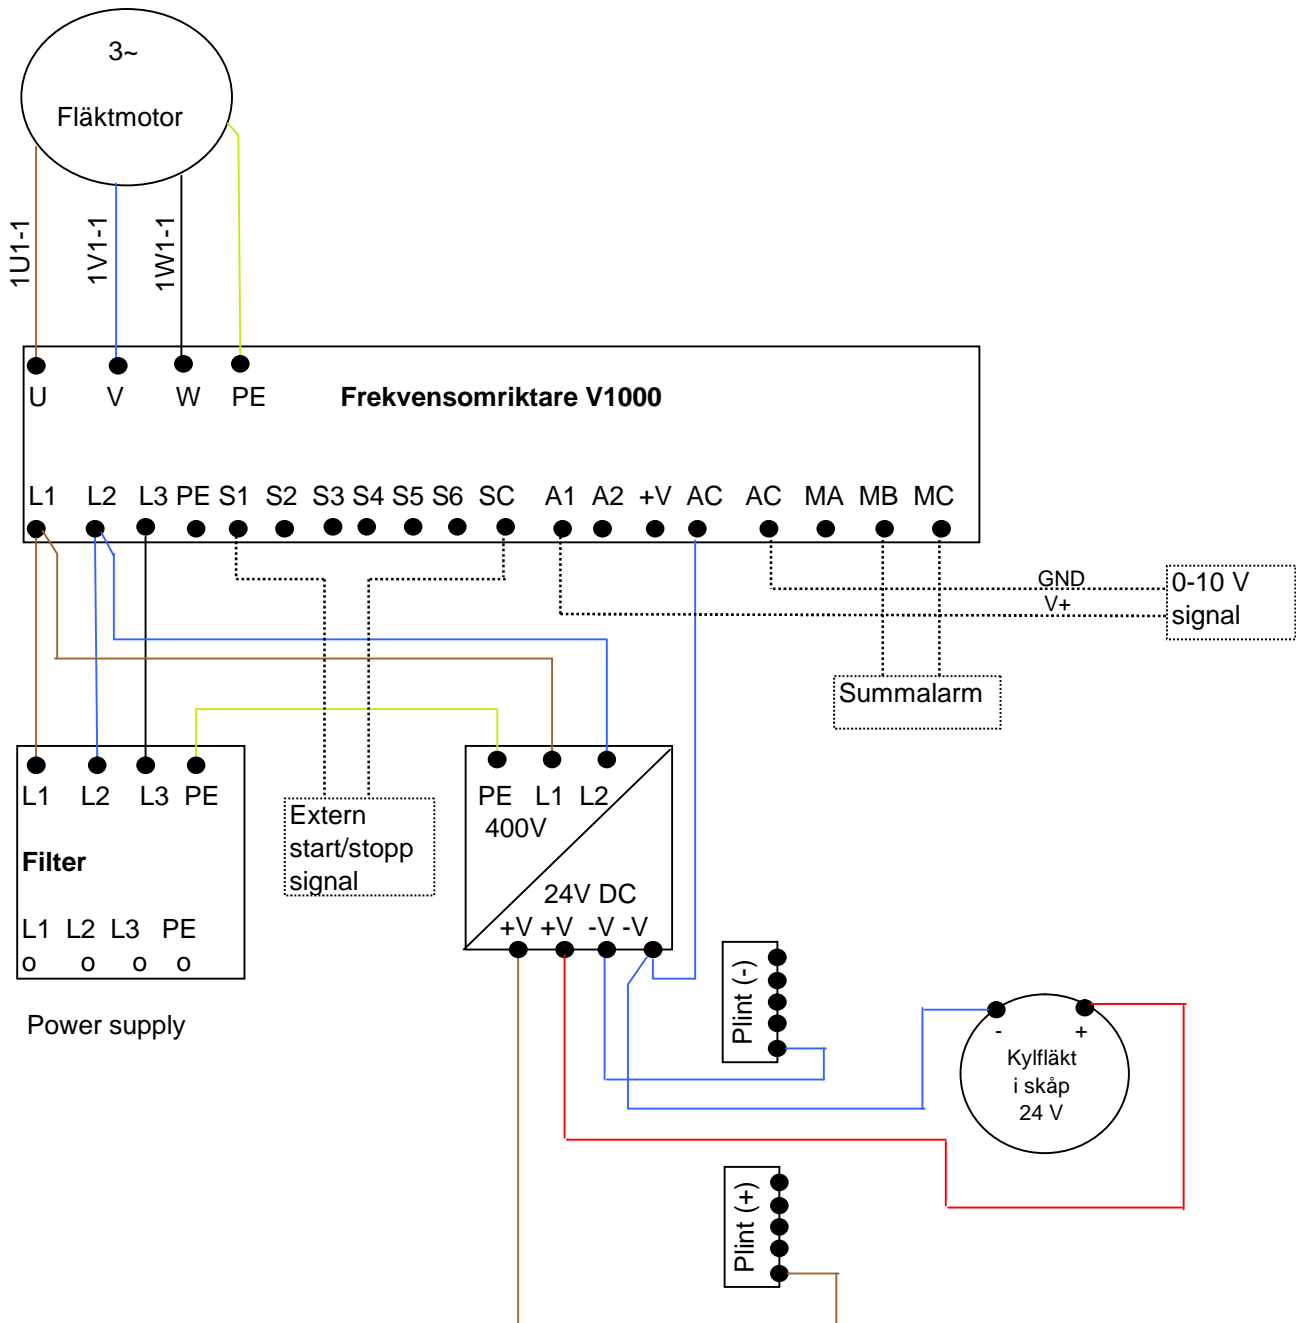 3~
Fläktmotor
1U1-1
1V1-1
1W1-1
U V W PE
Frekvensomriktare V1000
L1 L2 L3 PE S1 S2 S3 S4 S5 S6 SC A1 A2 +V AC AC MA MB MC
GND
V+
0-10 V
signal
Summalarm
L1 L2 L3 PE
Filter
L1 L2 L3 PE
o o o o
Power supply
Extern
start/stopp
signal
PE L1 L2
400V
24V DC
+V +V -V -V
Plint (-)
- +
Kylfläkt
i skåp
24 V
Plint (+)